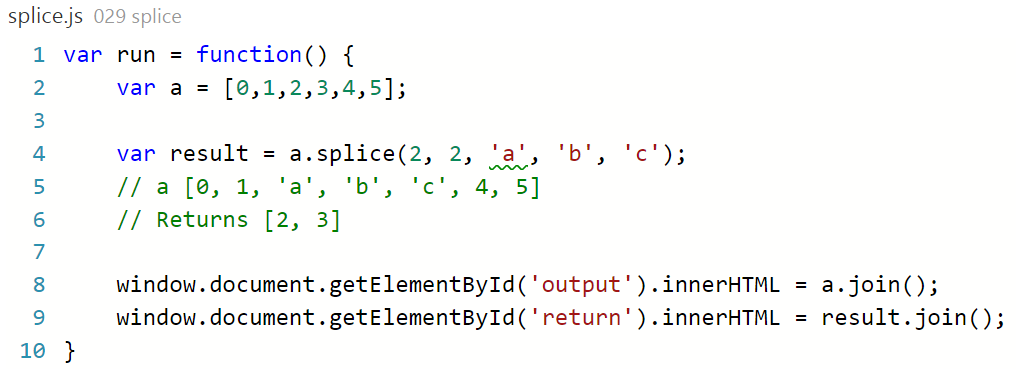 splice.js 029 splice
1 var run = function() {
2     var a = [0,1,2,3,4,5];
3
4     var result = a.splice(2, 2, 'a', 'b', 'c');
5     // a [0, 1, 'a', 'b', 'c', 4, 5]
6     // Returns [2, 3]
7
8     window.document.getElementById('output').innerHTML = a.join();
9     window.document.getElementById('return').innerHTML = result.join();
10 }